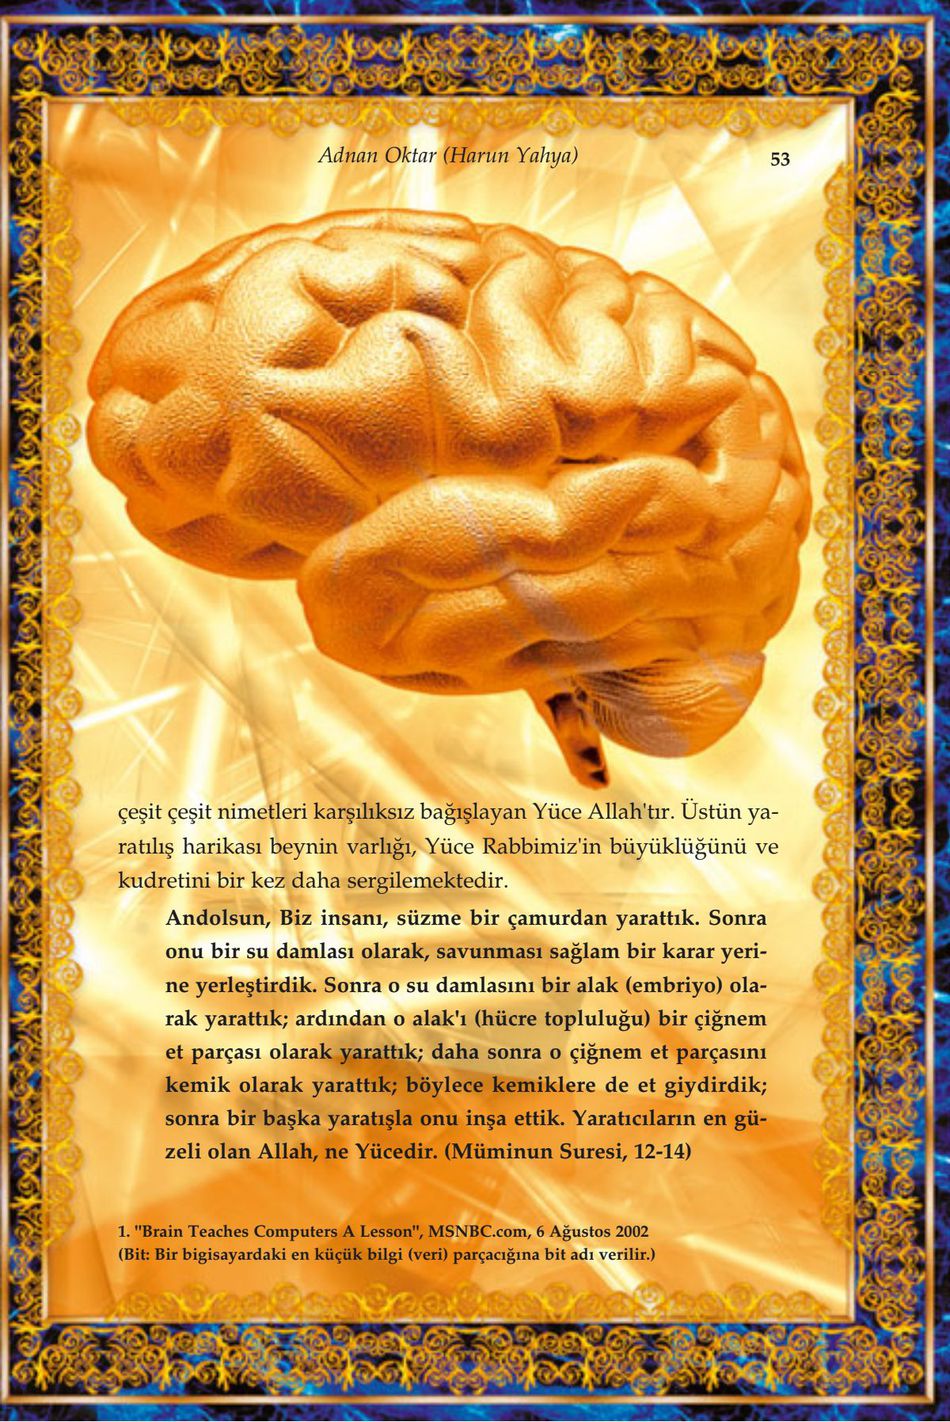 Adnan Oktar (Harun Yahya)
53
çeşit çeşit nimetleri karşılıksız bağışlayan Yüce Allah'tır. Üstün ya-
ratılış harikası beynin varlığı, Yüce Rabbimiz'in büyüklüğünü ve
kudretini bir kez daha sergilemektedir.
Andolsun, Biz insanı, süzme bir çamurdan yarattık. Sonra
onu bir su damlası olarak, savunması sağlam bir karar yeri-
ne yerleştirdik. Sonra o su damlasını bir alak (embriyo) ola-
rak yarattık; ardından o alak'ı (hücre topluluğu) bir çiğnem
et parçası olarak yarattık; daha sonra o çiğnem et parçasını
kemik olarak yarattık; böylece kemiklere de et giydirdik;
sonra bir başka yaratışla onu inşa ettik. Yaratıcıların en gü-
zeli olan Allah, ne Yücedir. (Müminun Suresi, 12-14)
1. "Brain Teaches Computers A Lesson", MSNBC.com, 6 Ağustos 2002
(Bit: Bir bigisayardaki en küçük bilgi (veri) parçacığına bit adı verilir.)